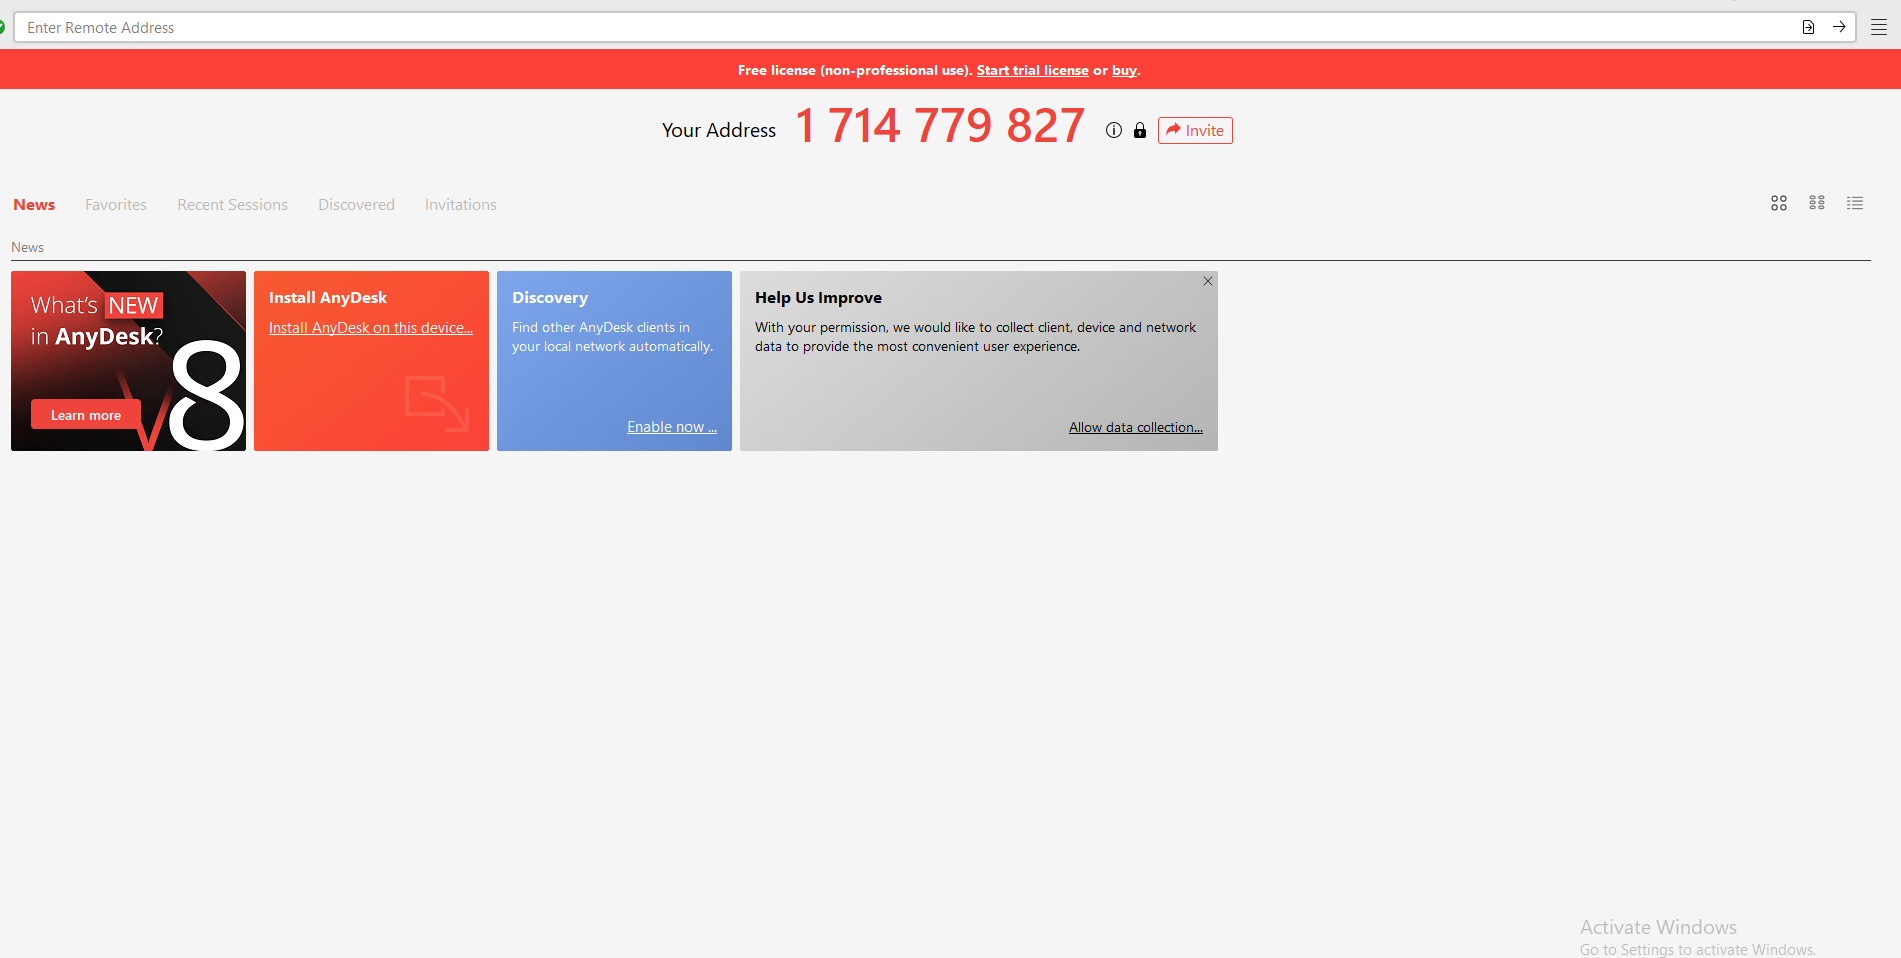 Enter Remote Address
Free license (non-professional use). Start trial license or buy.
Your Address 1 714 779 827 Invite
News Favorites Recent Sessions Discovered Invitations
News
What's NEW
in AnyDesk?
V8
Learn more
Install AnyDesk
Install AnyDesk on this device...
Discovery
Find other AnyDesk clients in
your local network automatically.
Enable now ...
Help Us Improve
With your permission, we would like to collect client, device and network
data to provide the most convenient user experience.
Allow data collection...
Activate Windows
Go to Settings to activate Windows.